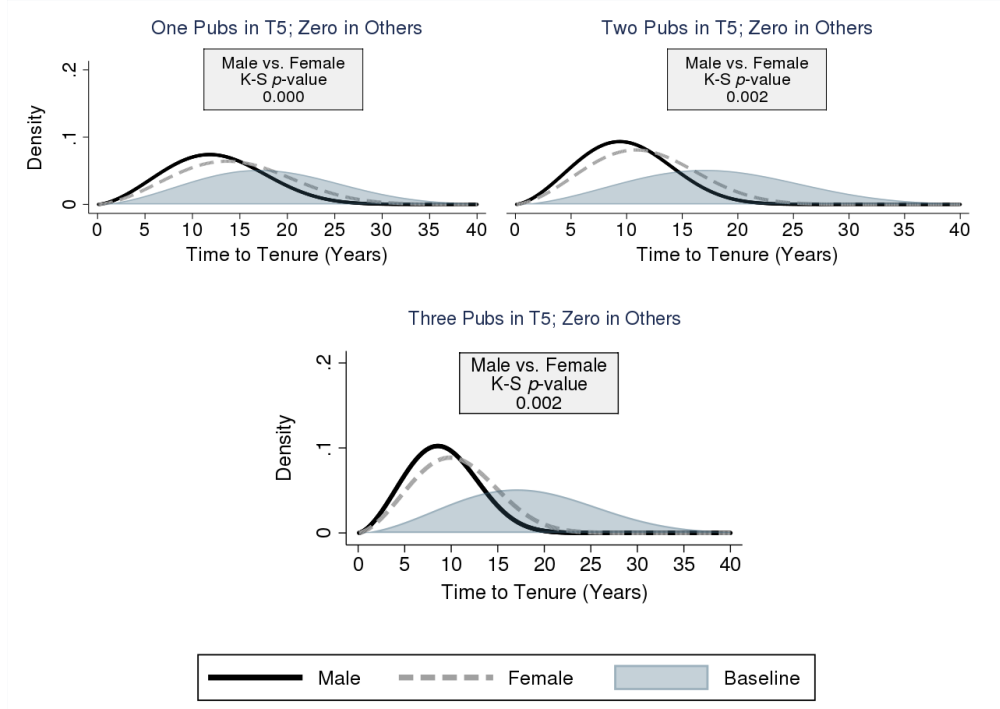 One Pubs in T5; Zero in Others
Male vs. Female
K-S p-value
0.000
Density
0
.1
.2
0 5 10 15 20 25 30 35 40
Time to Tenure (Years)
Two Pubs in T5; Zero in Others
Male vs. Female
K-S p-value
0.002
0 5 10 15 20 25 30 35 40
Time to Tenure (Years)
Three Pubs in T5; Zero in Others
Male vs. Female
K-S p-value
0.002
Density
0
.1
.2
0 5 10 15 20 25 30 35 40
Time to Tenure (Years)
Male Female Baseline